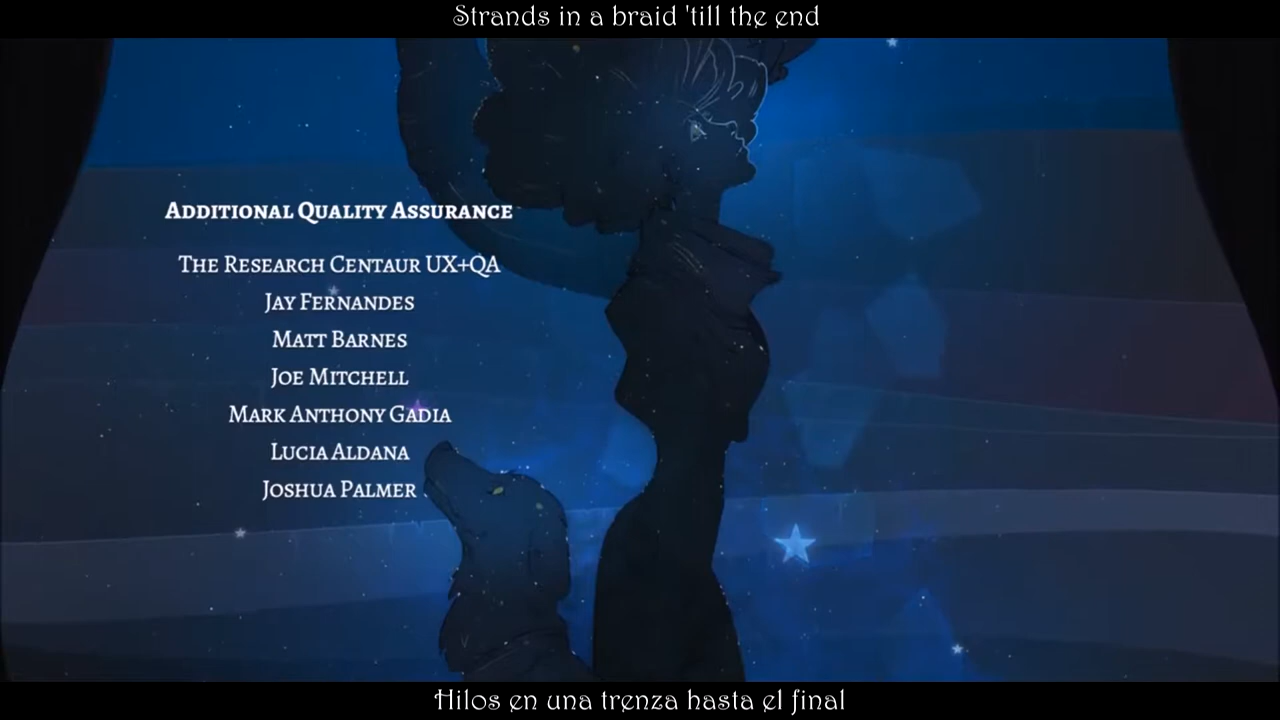 Strands in a braid 'till the end
Additional Quality Assurance
The Research Centaur UX+QA
Jay Fernandes
Matt Barnes
Joe Mitchell
Mark Anthony Gadia
Lucia Aldana
Joshua Palmer
Hilos en una trenza hasta el final